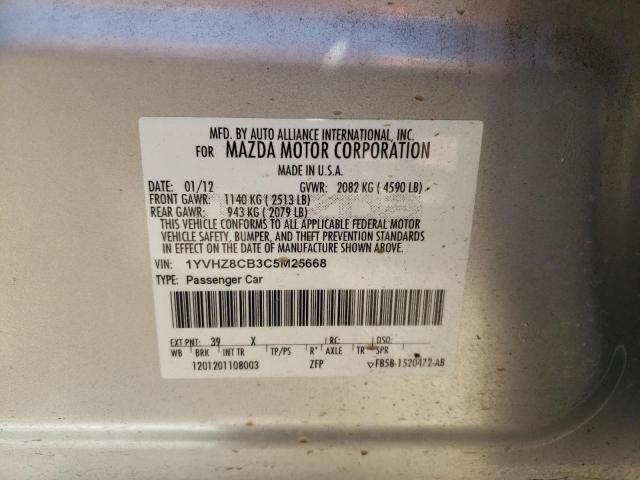 MFD. BY AUTO ALLIANCE INTERNATIONAL, INC.
FOR MAZDA MOTOR CORPORATION
MADE IN U.S.A.
DATE: 01/12 GVWR: 2082 KG ( 4590 LB)
FRONT GAWR: 1140 KG ( 2513 LB)
REAR GAWR: 943 KG ( 2079 LB)
THIS VEHICLE CONFORMS TO ALL APPLICABLE FEDERAL MOTOR
VEHICLE SAFETY, BUMPER, AND THEFT PREVENTION STANDARDS
IN EFFECT ON THE DATE OF MANUFACTURE SHOWN ABOVE.
VIN: 1YVHZ8CB3C5M25668
TYPE: Passenger Car
EXT PNT: 39 X RC: DSO:
WB BRK INT TR TP/PS R AXLE TR SPR
1201201108003 ZFP ▽F85B-1520472-AB